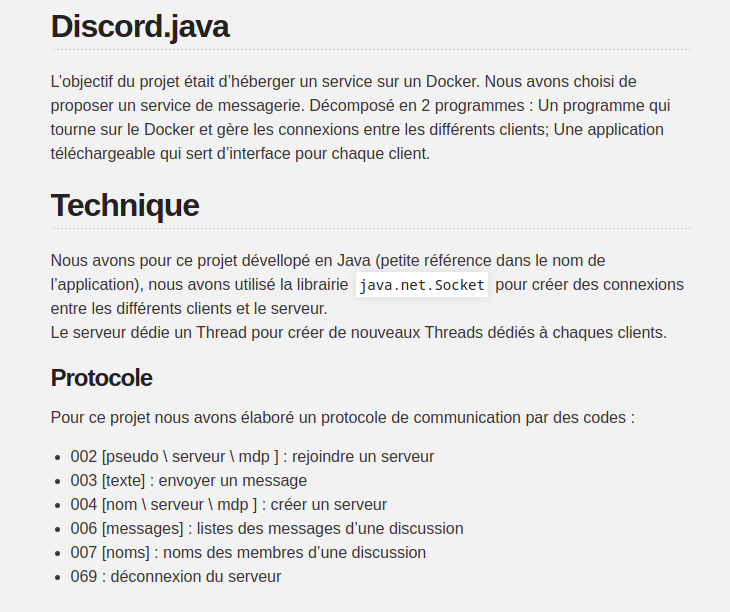 Discord.java
L’objectif du projet était d’héberger un service sur un Docker. Nous avons choisi de
proposer un service de messagerie. Décomposé en 2 programmes : Un programme qui
tourne sur le Docker et gère les connexions entre les différents clients; Une application
téléchargeable qui sert d’interface pour chaque client.
Technique
Nous avons pour ce projet dévellopé en Java (petite référence dans le nom de
l’application), nous avons utilisé la librairie java.net.Socket pour créer des connexions
entre les différents clients et le serveur.
Le serveur dédie un Thread pour créer de nouveaux Threads dédiés à chaques clients.
Protocole
Pour ce projet nous avons élaboré un protocole de communication par des codes :
• 002 [pseudo \ serveur \ mdp ] : rejoindre un serveur
• 003 [texte] : envoyer un message
• 004 [nom \ serveur \ mdp ] : créer un serveur
• 006 [messages] : listes des messages d’une discussion
• 007 [noms] : noms des membres d’une discussion
• 069 : déconnexion du serveur